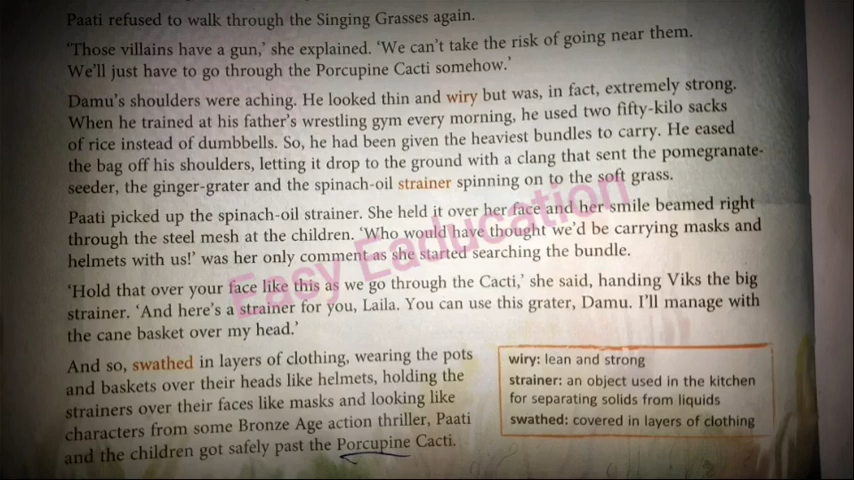 Paati refused to walk through the Singing Grasses again.
‘Those villains have a gun,’ she explained. ‘We can’t take the risk of going near them.
We’ll just have to go through the Porcupine Cacti somehow.’
Damu’s shoulders were aching. He looked thin and wiry but was, in fact, extremely strong.
When he trained at his father’s wrestling gym every morning, he used two fifty-kilo sacks
of rice instead of dumbbells. So, he had been given the heaviest bundles to carry. He eased
the bag off his shoulders, letting it drop to the ground with a clang that sent the pomegranate-
seeder, the ginger-grater and the spinach-oil strainer spinning on to the soft grass.
Paati picked up the spinach-oil strainer. She held it over her face and her smile beamed right
through the steel mesh at the children. ‘Who would have thought we’d be carrying masks and
helmets with us!’ was her only comment as she started searching the bundle.
‘Hold that over your face like this as we go through the Cacti,’ she said, handing Viks the big
strainer. ‘And here’s a strainer for you, Laila. You can use this grater, Damu. I’ll manage with
the cane basket over my head.’
And so, swathed in layers of clothing, wearing the pots
and baskets over their heads like helmets, holding the
strainers over their faces like masks and looking like
characters from some Bronze Age action thriller, Paati
and the children got safely past the Porcupine Cacti.
wiry: lean and strong
strainer: an object used in the kitchen
for separating solids from liquids
swathed: covered in layers of clothing
Easy Eaducation